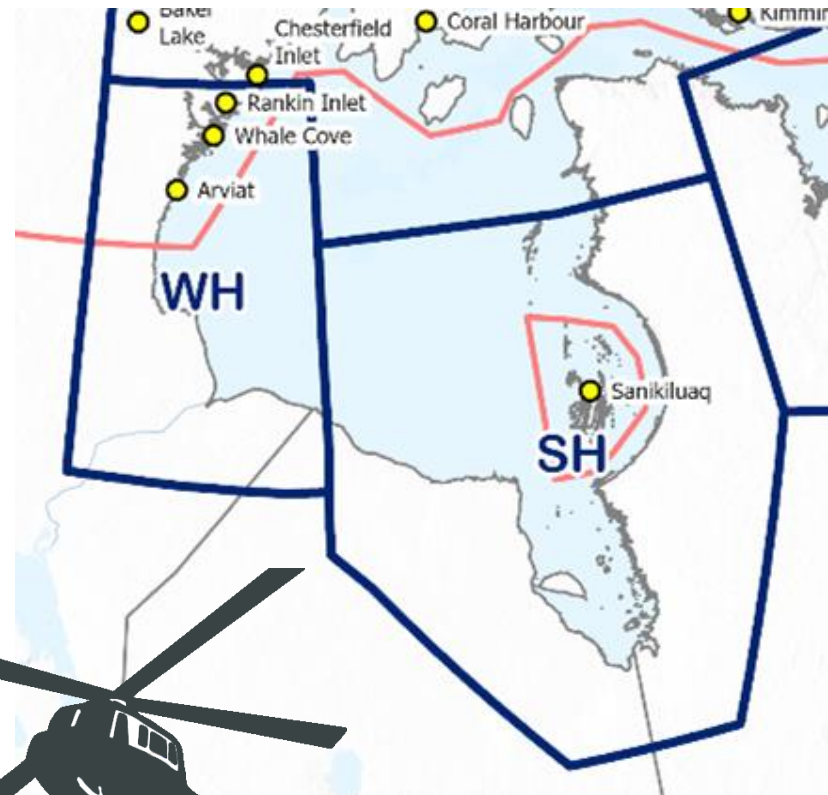 Baker
Lake
Chesterfield
Inlet
Coral Harbour
Rankin Inlet
Whale Cove
Arviat
WH
Sanikiluaq
SH